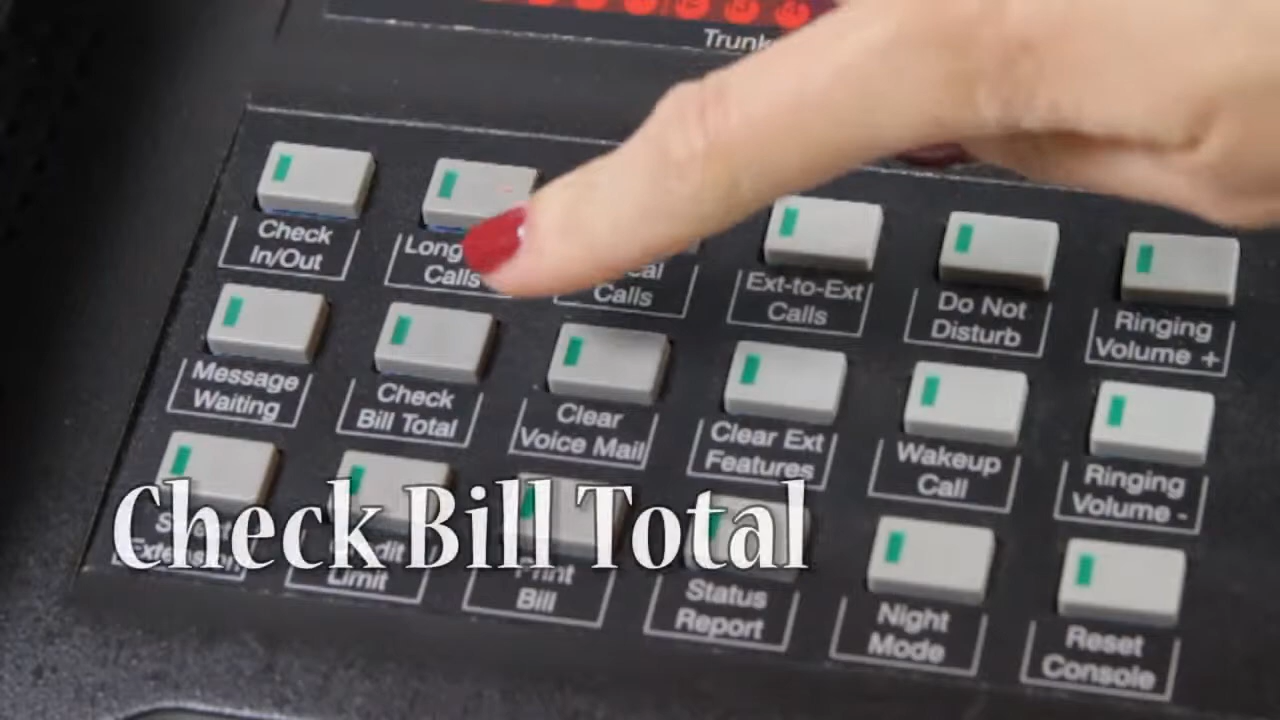 Trunk
Check
In/Out
Long
Calls
Calls
Ext-to-Ext
Calls
Do Not
Disturb
Ringing
Volume +
Message
Waiting
Check
Bill Total
Clear
Voice Mail
Clear Ext
Features
Wakeup
Call
Ringing
Volume -
Check Bill Total
Extension
Limit
Print
Bill
Status
Report
Night
Mode
Reset
Console